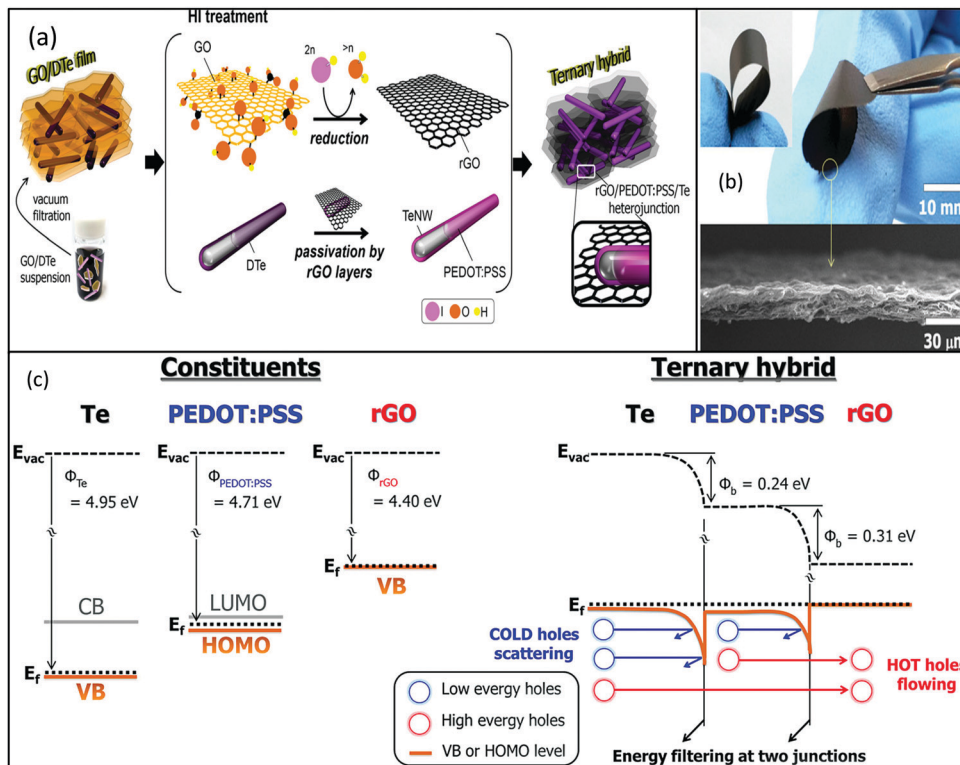 (a)
HI treatment
GO/DTe film
vacuum
filtration
GO/DTe
suspension
GO
2n
>n
reduction
rGO
DTe
passivation by
rGO layers
TeNW
PEDOT:PSS
I O H
Ternary hybrid
rGO/PEDOT:PSS/Te
heterojunction
(b)
10 mm
30 μm
(c)
Constituents
Te
PEDOT:PSS
rGO
Evac
ΦTe
= 4.95 eV
CB
Ef
VB
Evac
ΦPEDOT:PSS
= 4.71 eV
LUMO
Ef
HOMO
Evac
ΦrGO
= 4.40 eV
Ef
VB
Ternary hybrid
Te PEDOT:PSS rGO
Evac
Φb = 0.24 eV
Φb = 0.31 eV
Ef
COLD holes
scattering
HOT holes
flowing
Low evergy holes
High evergy holes
VB or HOMO level
Energy filtering at two junctions